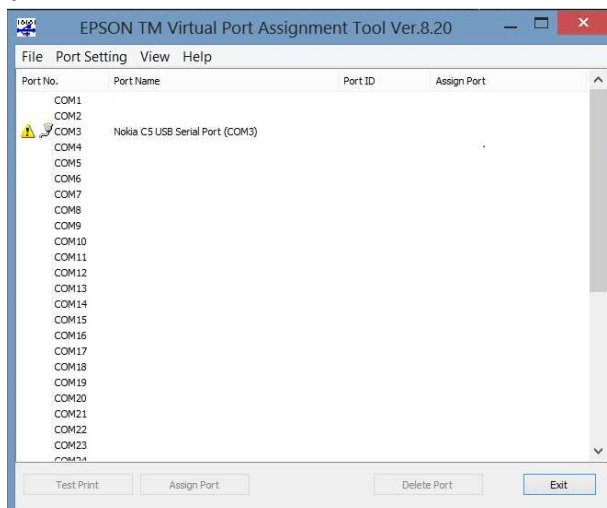 EPSON TM Virtual Port Assignment Tool Ver.8.20
File Port Setting View Help
Port No. Port Name Port ID Assign Port
COM1
COM2
COM3 Nokia C5 USB Serial Port (COM3)
COM4
COM5
COM6
COM7
COM8
COM9
COM10
COM11
COM12
COM13
COM14
COM15
COM16
COM17
COM18
COM19
COM20
COM21
COM22
COM23
COM24
Test Print Assign Port Delete Port Exit